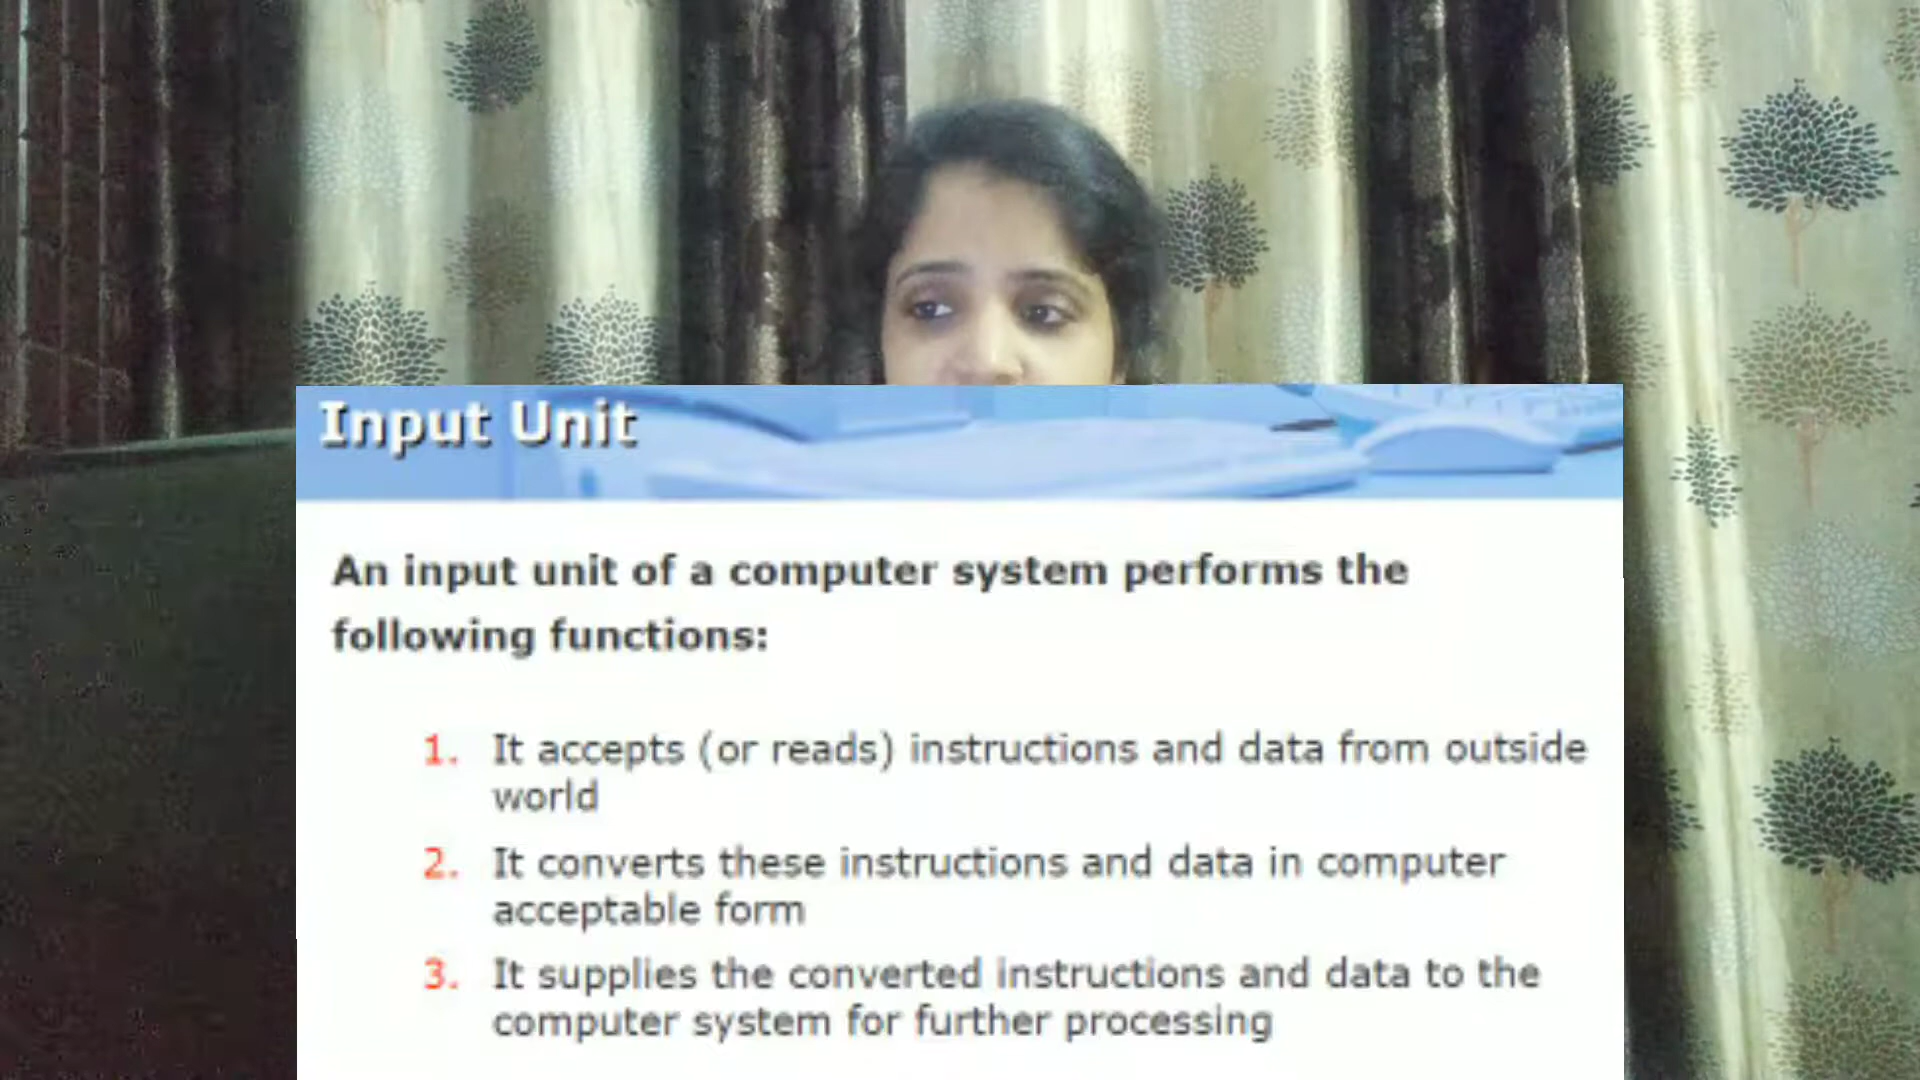 Input Unit
An input unit of a computer system performs the
following functions:
1. It accepts (or reads) instructions and data from outside
world
2. It converts these instructions and data in computer
acceptable form
3. It supplies the converted instructions and data to the
computer system for further processing